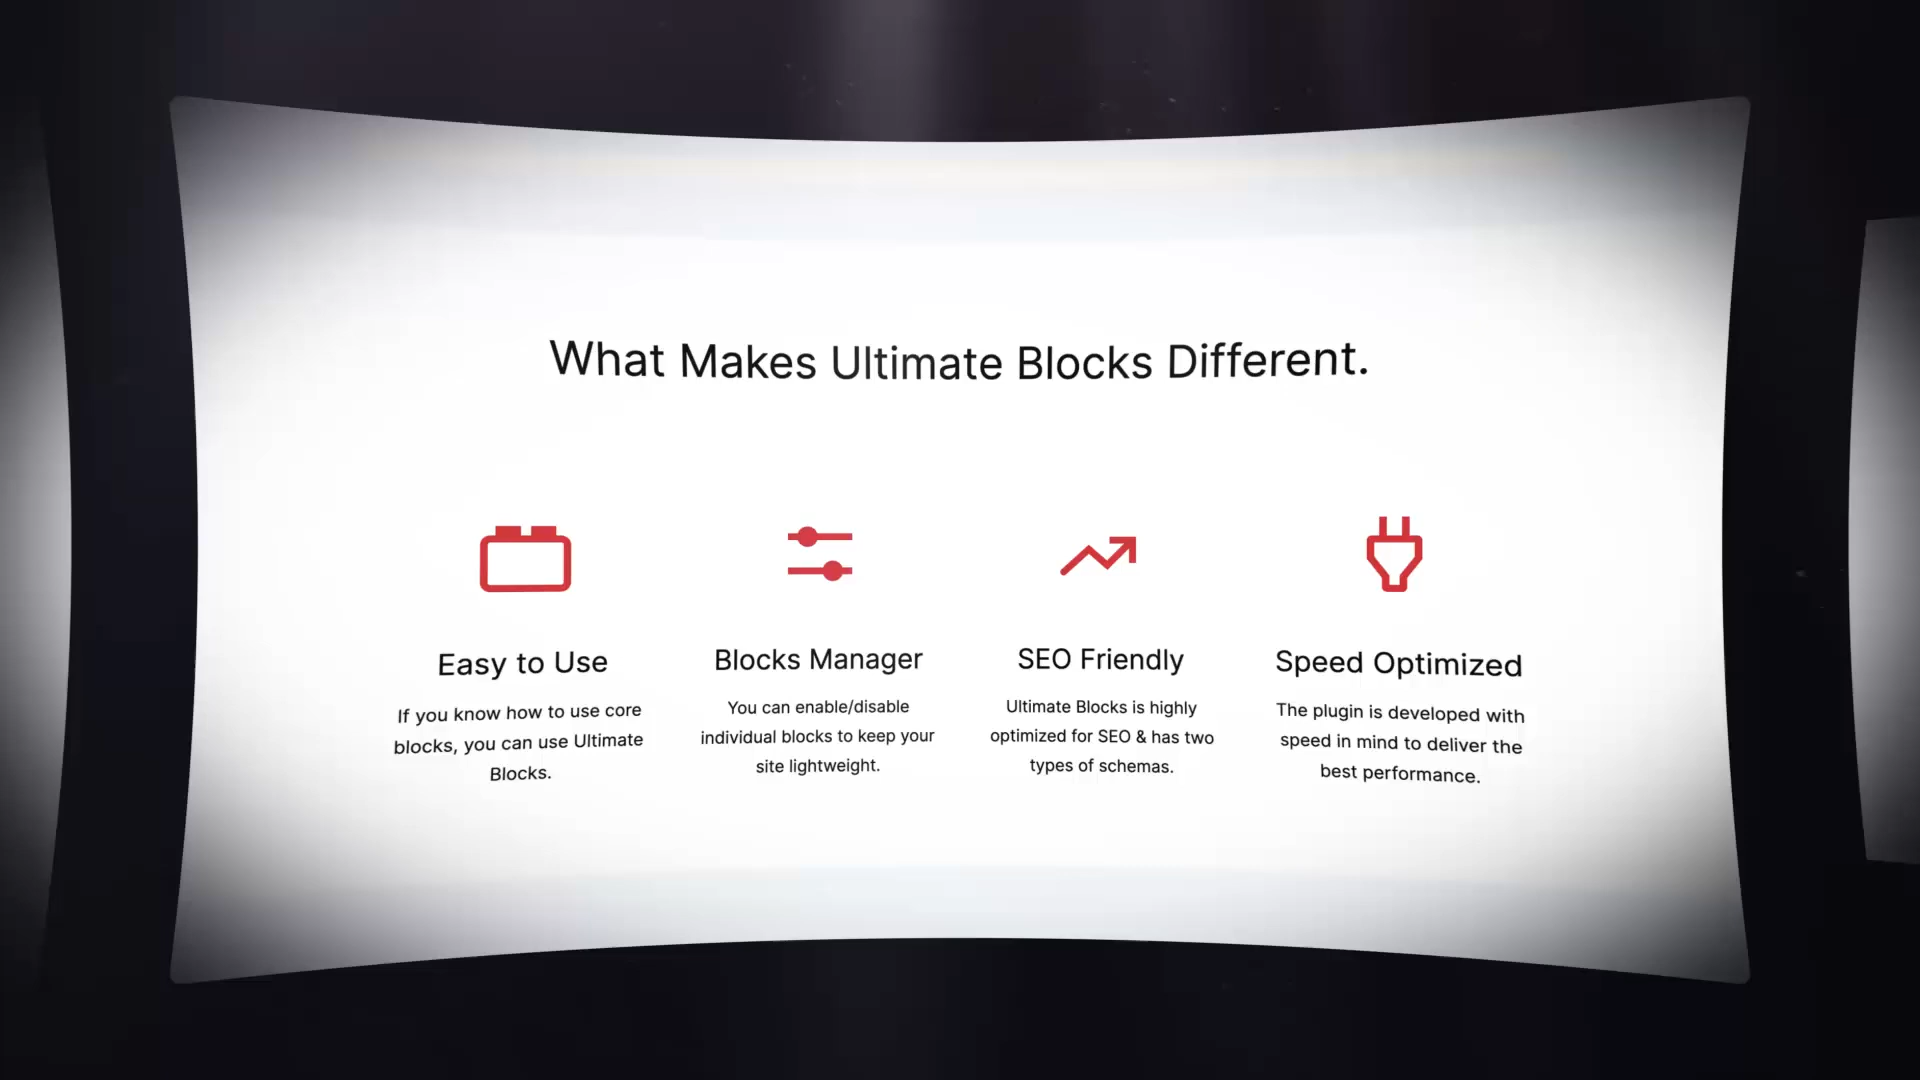 What Makes Ultimate Blocks Different.
Easy to Use
If you know how to use core
blocks, you can use Ultimate
Blocks.
Blocks Manager
You can enable/disable
individual blocks to keep your
site lightweight.
SEO Friendly
Ultimate Blocks is highly
optimized for SEO & has two
types of schemas.
Speed Optimized
The plugin is developed with
speed in mind to deliver the
best performance.